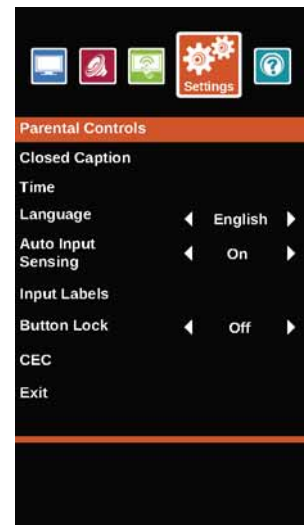 Settings
Parental Controls
Closed Caption
Time
Language English
Auto Input
Sensing On
Input Labels
Button Lock Off
CEC
Exit